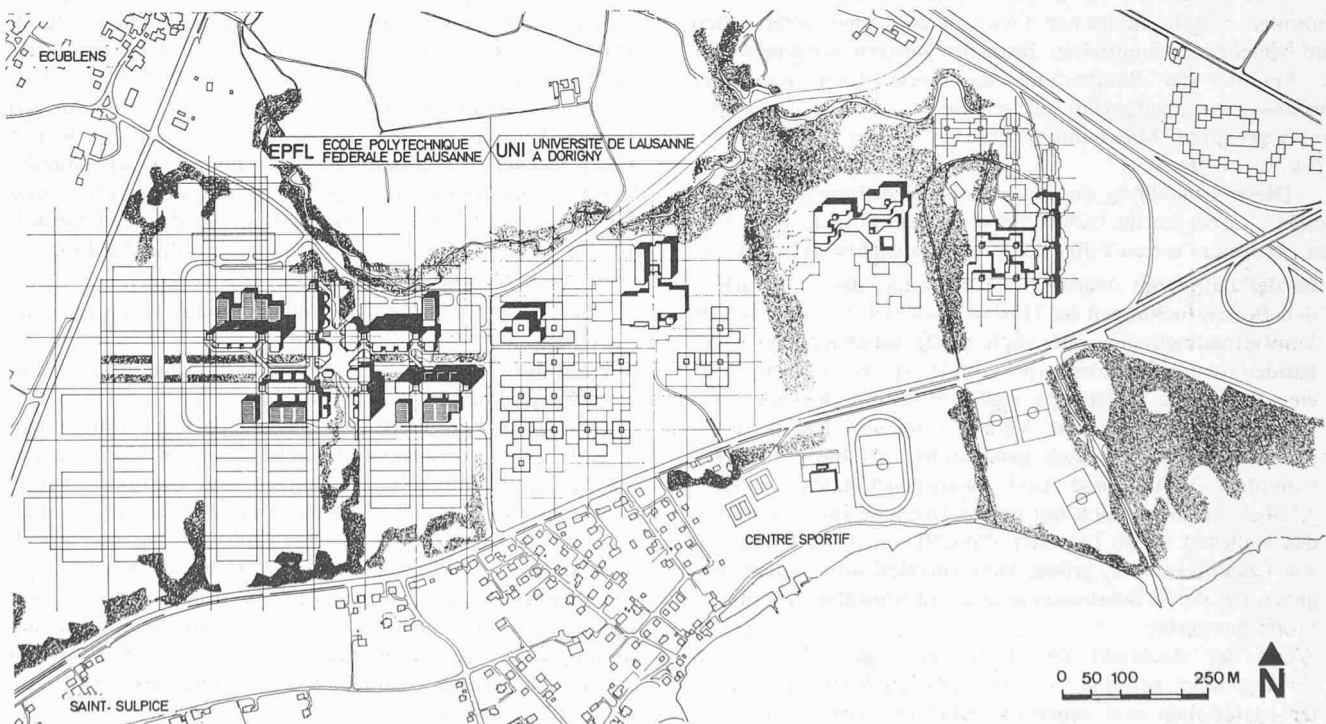 ECUBLENS
EPFL ECOLE POLYTECHNIQUE FEDERALE DE LAUSANNE
UNI UNIVERSITE DE LAUSANNE A DORIGNY
CENTRE SPORTIF
SAINT-SULPICE
0 50 100 250 M
N